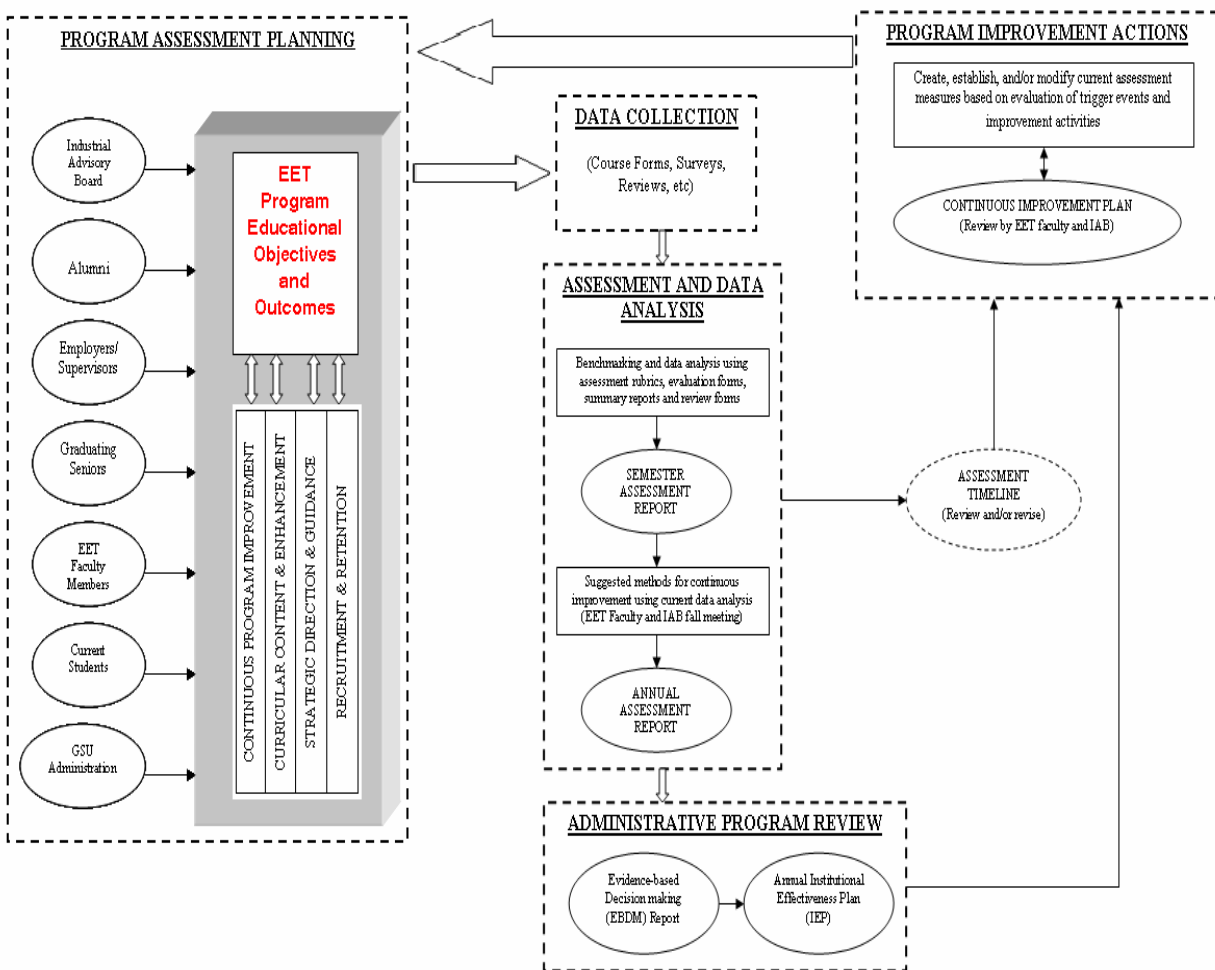 PROGRAM ASSESSMENT PLANNING
Industrial
Advisory
Board
Alumni
Employers/
Supervisors
Graduating
Seniors
EET
Faculty
Members
Current
Students
GSU
Administration
EET
Program
Educational
Objectives
and
Outcomes
CONTINUOUS PROGRAM IMPROVEMENT
CURRICULAR CONTENT & ENHANCEMENT
STRATEGIC DIRECTION & GUIDANCE
RECRUITMENT & RETENTION
DATA COLLECTION
(Course Forms, Surveys,
Reviews, etc)
ASSESSMENT AND DATA
ANALYSIS
Benchmarking and data analysis using
assessment rubrics, evaluation forms,
summary reports and review forms
SEMESTER
ASSESSMENT
REPORT
Suggested methods for continuous
improvement using current data analysis
(EET Faculty and IAB fall meeting)
ANNUAL
ASSESSMENT
REPORT
ADMINISTRATIVE PROGRAM REVIEW
Evidence-based
Decision making
(EBDM) Report
Annual Institutional
Effectiveness Plan
(IEP)
ASSESSMENT
TIMELINE
(Review and/or revise)
PROGRAM IMPROVEMENT ACTIONS
Create, establish, and/or modify current assessment
measures based on evaluation of trigger events and
improvement activities
CONTINUOUS IMPROVEMENT PLAN
(Review by EET faculty and IAB)